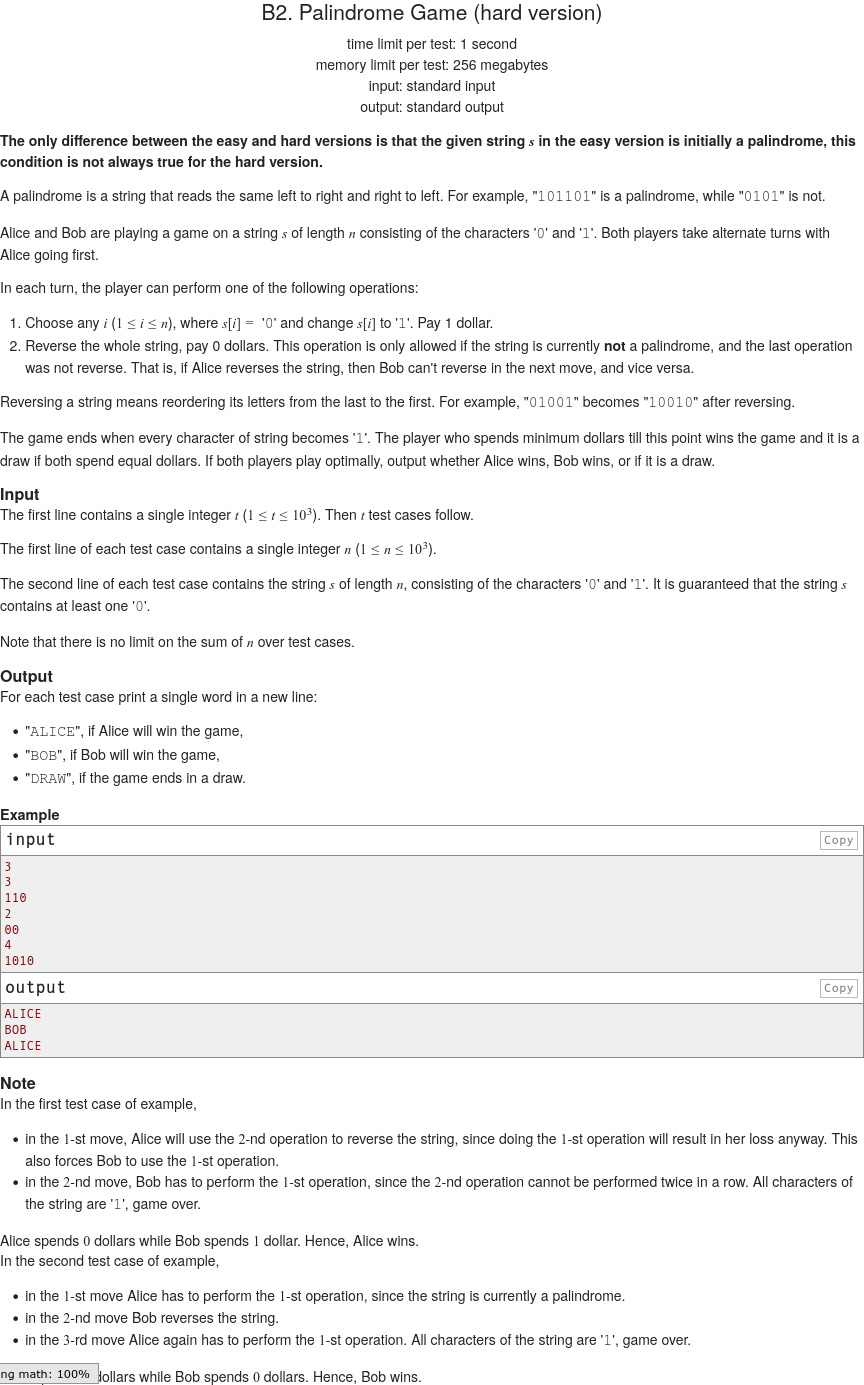 B2. Palindrome Game (hard version)
time limit per test: 1 second
memory limit per test: 256 megabytes
input: standard input
output: standard output
The only difference between the easy and hard versions is that the given string s in the easy version is initially a palindrome, this
condition is not always true for the hard version.
A palindrome is a string that reads the same left to right and right to left. For example, "101101" is a palindrome, while "0101" is not.
Alice and Bob are playing a game on a string s of length n consisting of the characters '0' and '1'. Both players take alternate turns with
Alice going first.
In each turn, the player can perform one of the following operations:
1. Choose any i (1 ≤ i ≤ n), where s[i] = '0' and change s[i] to '1'. Pay 1 dollar.
2. Reverse the whole string, pay 0 dollars. This operation is only allowed if the string is currently not a palindrome, and the last operation
was not reverse. That is, if Alice reverses the string, then Bob can't reverse in the next move, and vice versa.
Reversing a string means reordering its letters from the last to the first. For example, "01001" becomes "10010" after reversing.
The game ends when every character of string becomes '1'. The player who spends minimum dollars till this point wins the game and it is a
draw if both spend equal dollars. If both players play optimally, output whether Alice wins, Bob wins, or if it is a draw.
Input
The first line contains a single integer t (1 ≤ t ≤ 10³). Then t test cases follow.
The first line of each test case contains a single integer n (1 ≤ n ≤ 10³).
The second line of each test case contains the string s of length n, consisting of the characters '0' and '1'. It is guaranteed that the string s
contains at least one '0'.
Note that there is no limit on the sum of n over test cases.
Output
For each test case print a single word in a new line:
• "ALICE", if Alice will win the game,
• "BOB", if Bob will win the game,
• "DRAW", if the game ends in a draw.
Example
input
Copy
3
3
110
2
00
4
1010
output
Copy
ALICE
BOB
ALICE
Note
In the first test case of example,
• in the 1-st move, Alice will use the 2-nd operation to reverse the string, since doing the 1-st operation will result in her loss anyway. This
also forces Bob to use the 1-st operation.
• in the 2-nd move, Bob has to perform the 1-st operation, since the 2-nd operation cannot be performed twice in a row. All characters of
the string are '1', game over.
Alice spends 0 dollars while Bob spends 1 dollar. Hence, Alice wins.
In the second test case of example,
• in the 1-st move Alice has to perform the 1-st operation, since the string is currently a palindrome.
• in the 2-nd move Bob reverses the string.
• in the 3-rd move Alice again has to perform the 1-st operation. All characters of the string are '1', game over.
ng math: 100%
dollars while Bob spends 0 dollars. Hence, Bob wins.